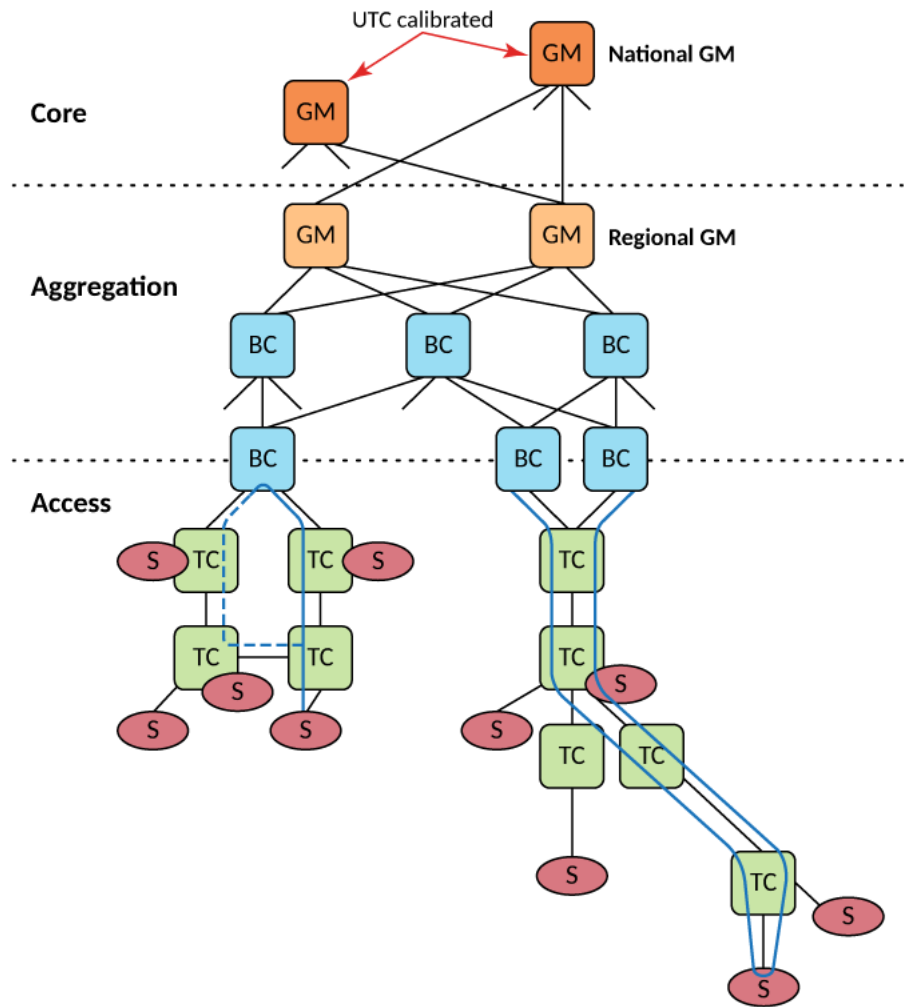 UTC calibrated
GM National GM
GM
Core
GM GM Regional GM
Aggregation
BC BC BC
BC BC BC
Access
S TC TC S TC
TC TC TC
S S
S S S
TC TC
S
TC
S
S